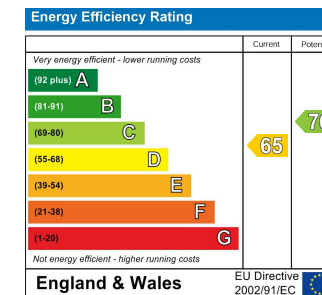 Energy Efficiency Rating
Current
Very energy efficient - lower running costs
(92 plus) A
(81-91) B
(69-80) C
(55-68) D
65
(39-54) E
(21-38) F
(1-20) G
Not energy efficient - higher running costs
England & Wales
EU Directive
2002/91/EC